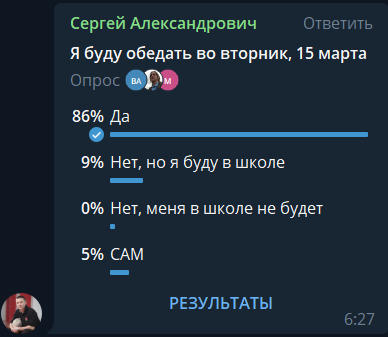 Сергей Александрович Ответить
Я буду обедать во вторник, 15 марта
Опрос ВА М
86% Да
9% Нет, но я буду в школе
0% Нет, меня в школе не будет
5% САМ
РЕЗУЛЬТАТЫ
6:27